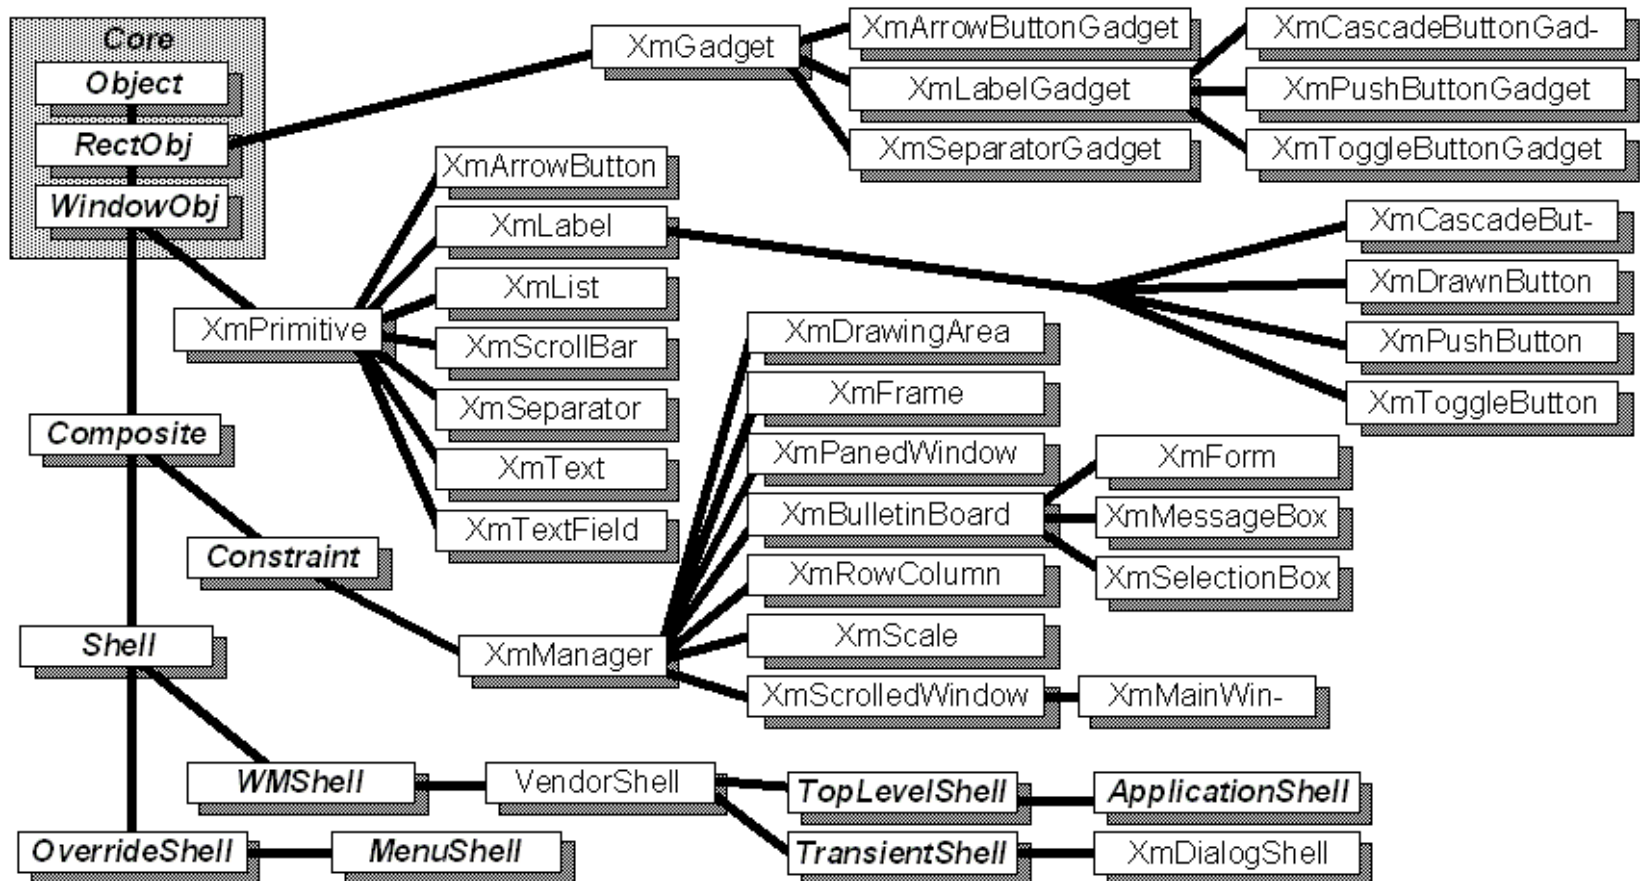 Core
Object
RectObj
WindowObj
XmGadget
XmArrowButtonGadget
XmLabelGadget
XmSeparatorGadget
XmCascadeButtonGad-
XmPushButtonGadget
XmToggleButtonGadget
XmPrimitive
XmArrowButton
XmLabel
XmList
XmScrollBar
XmSeparator
XmText
XmTextField
XmCascadeBut-
XmDrawnButton
XmPushButton
XmToggleButton
Composite
Constraint
XmManager
XmDrawingArea
XmFrame
XmPanedWindow
XmBulletinBoard
XmRowColumn
XmScale
XmScrolledWindow
XmForm
XmMessageBox
XmSelectionBox
XmMainWin-
Shell
WMShell
VendorShell
TopLevelShell
ApplicationShell
TransientShell
XmDialogShell
OverrideShell
MenuShell